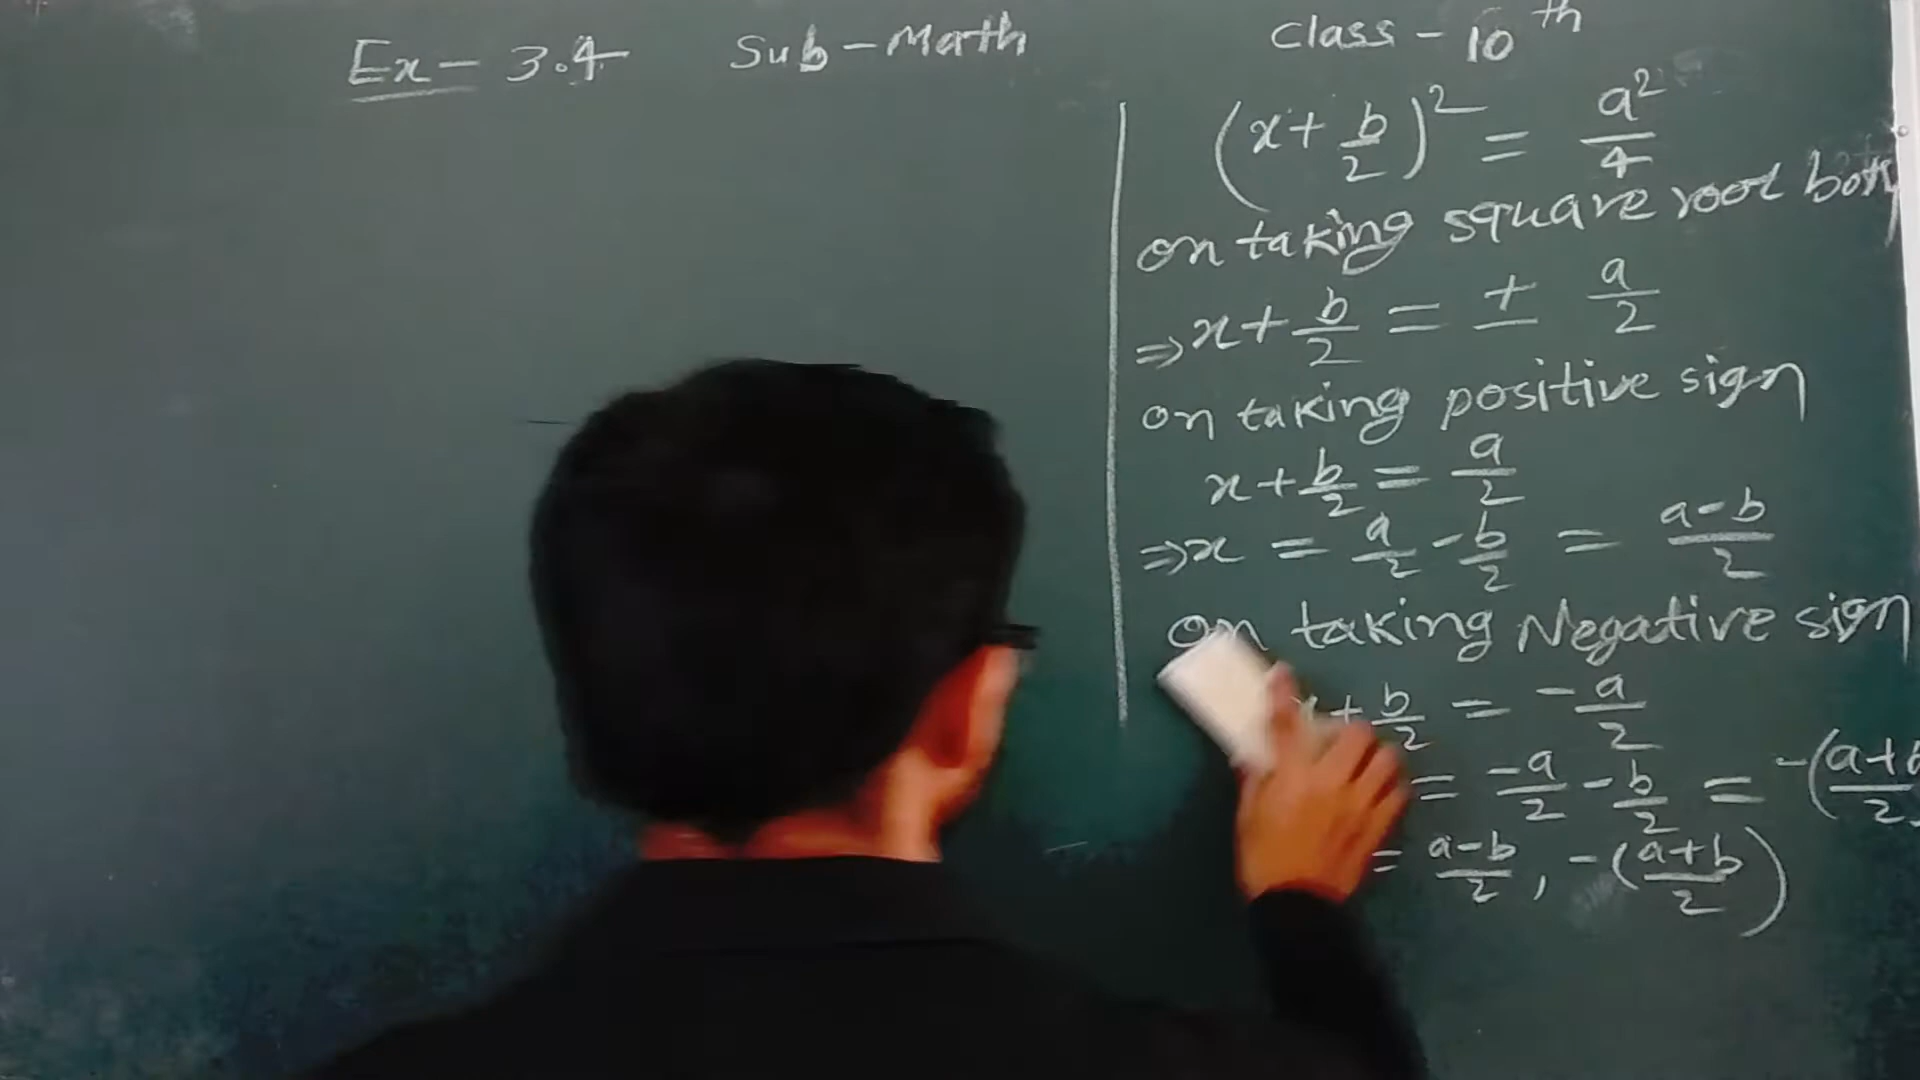 Ex - 3.4 Sub - Math Class - 10th
(x + b/2)² = a²/4
on taking square root both
⇒ x + b/2 = ± a/2
on taking positive sign
x + b/2 = a/2
⇒ x = a/2 - b/2 = a-b/2
on taking Negative sign
x + b/2 = -a/2
= -a/2 - b/2 = -(a+b/2)
= a-b/2, -(a+b/2)